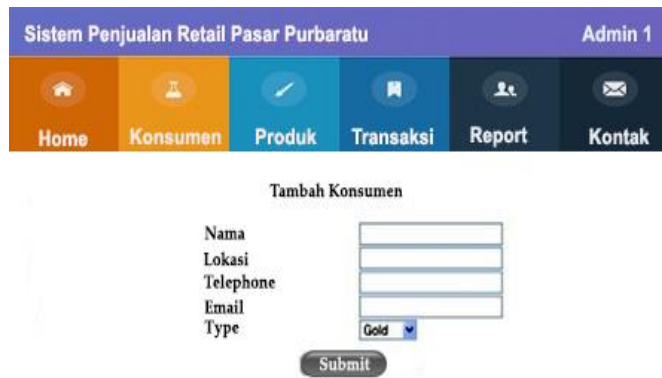 Sistem Penjualan Retail Pasar Purbaratu Admin 1
Home Konsumen Produk Transaksi Report Kontak
Tambah Konsumen
Nama
Lokasi
Telephone
Email
Type Gold
Submit